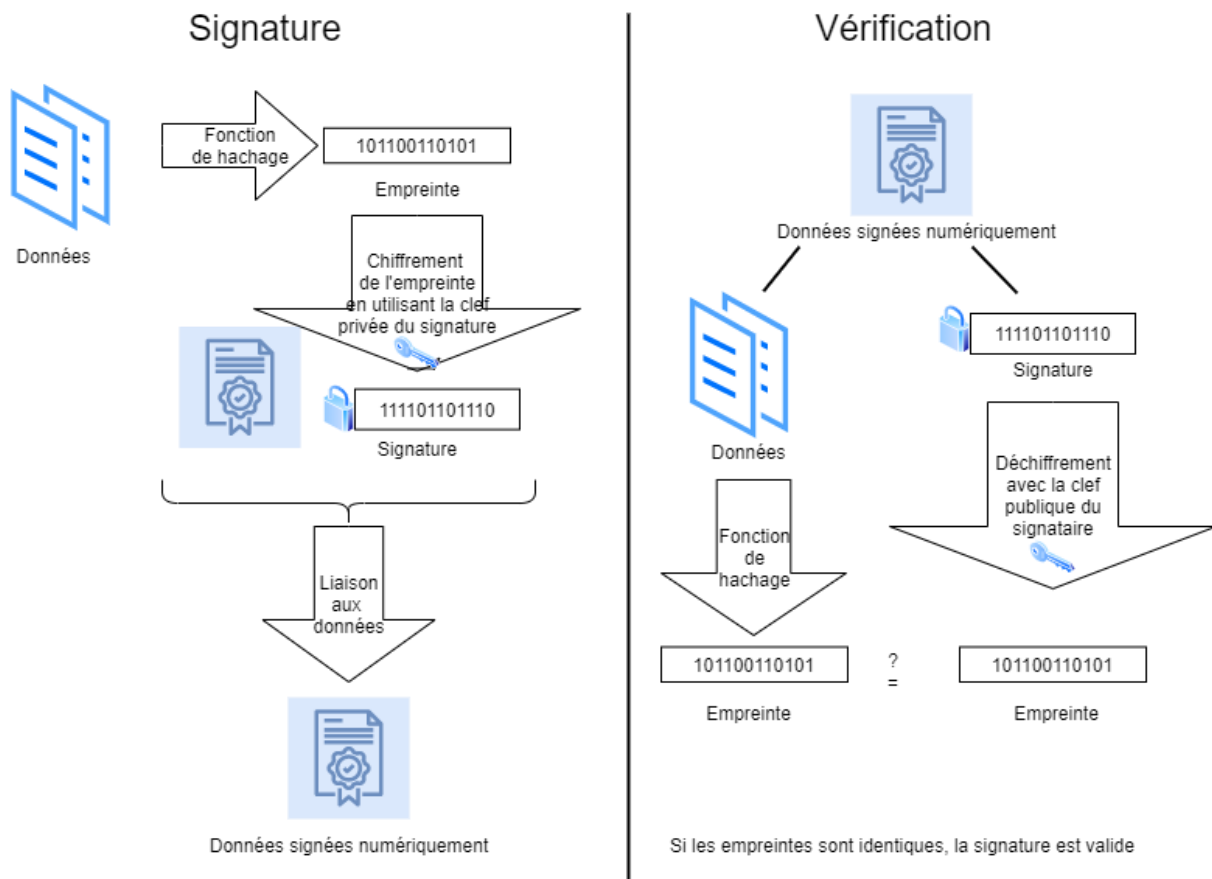 Signature
Fonction
de hachage
101100110101
Empreinte
Données
Chiffrement
de l'empreinte
en utilisant la clef
privée du signature
111101101110
Signature
Liaison
aux
données
Données signées numériquement
Vérification
Données signées numériquement
111101101110
Signature
Données
Déchiffrement
avec la clef
publique du
signataire
Fonction
de
hachage
101100110101
?
=
101100110101
Empreinte
Empreinte
Si les empreintes sont identiques, la signature est valide